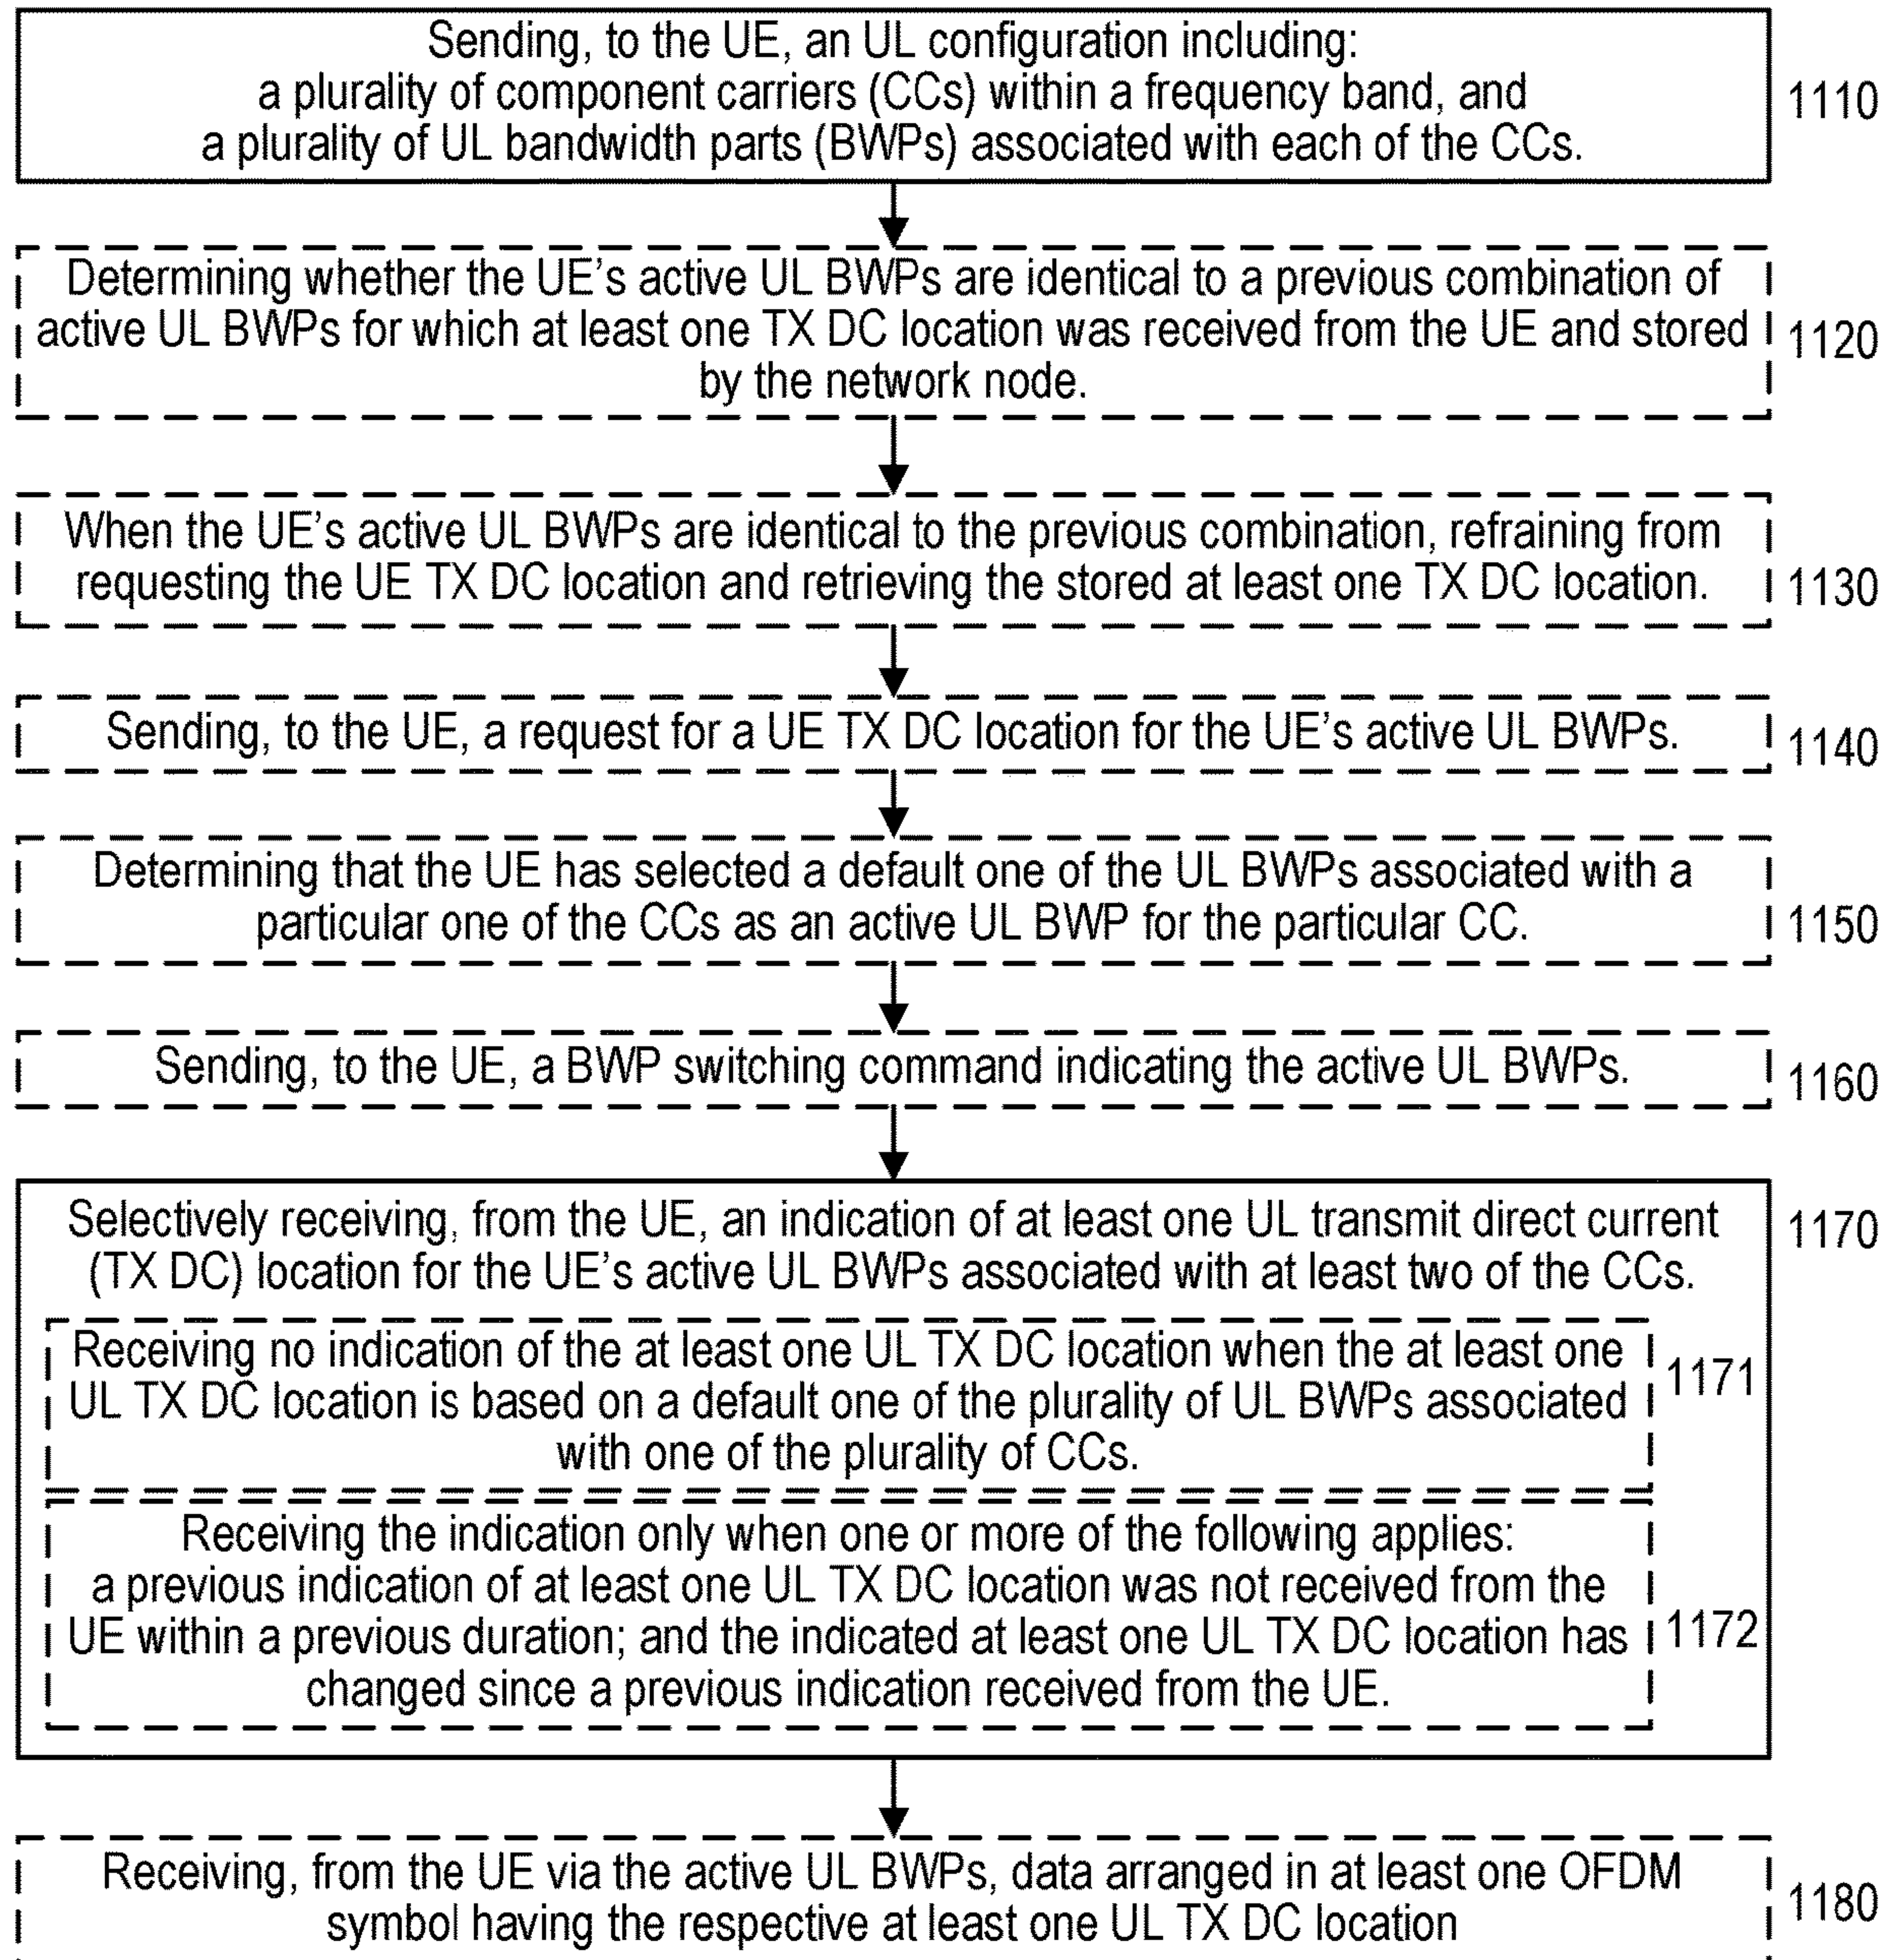 Sending, to the UE, an UL configuration including:
a plurality of component carriers (CCs) within a frequency band, and
a plurality of UL bandwidth parts (BWPs) associated with each of the CCs.
1110
Determining whether the UE's active UL BWPs are identical to a previous combination of
active UL BWPs for which at least one TX DC location was received from the UE and stored
by the network node.
1120
When the UE's active UL BWPs are identical to the previous combination, refraining from
requesting the UE TX DC location and retrieving the stored at least one TX DC location.
1130
Sending, to the UE, a request for a UE TX DC location for the UE's active UL BWPs.
1140
Determining that the UE has selected a default one of the UL BWPs associated with a
particular one of the CCs as an active UL BWP for the particular CC.
1150
Sending, to the UE, a BWP switching command indicating the active UL BWPs.
1160
Selectively receiving, from the UE, an indication of at least one UL transmit direct current
(TX DC) location for the UE's active UL BWPs associated with at least two of the CCs.
1170
Receiving no indication of the at least one UL TX DC location when the at least one
UL TX DC location is based on a default one of the plurality of UL BWPs associated
with one of the plurality of CCs.
1171
Receiving the indication only when one or more of the following applies:
a previous indication of at least one UL TX DC location was not received from the
UE within a previous duration; and the indicated at least one UL TX DC location has
changed since a previous indication received from the UE.
1172
Receiving, from the UE via the active UL BWPs, data arranged in at least one OFDM
symbol having the respective at least one UL TX DC location
1180